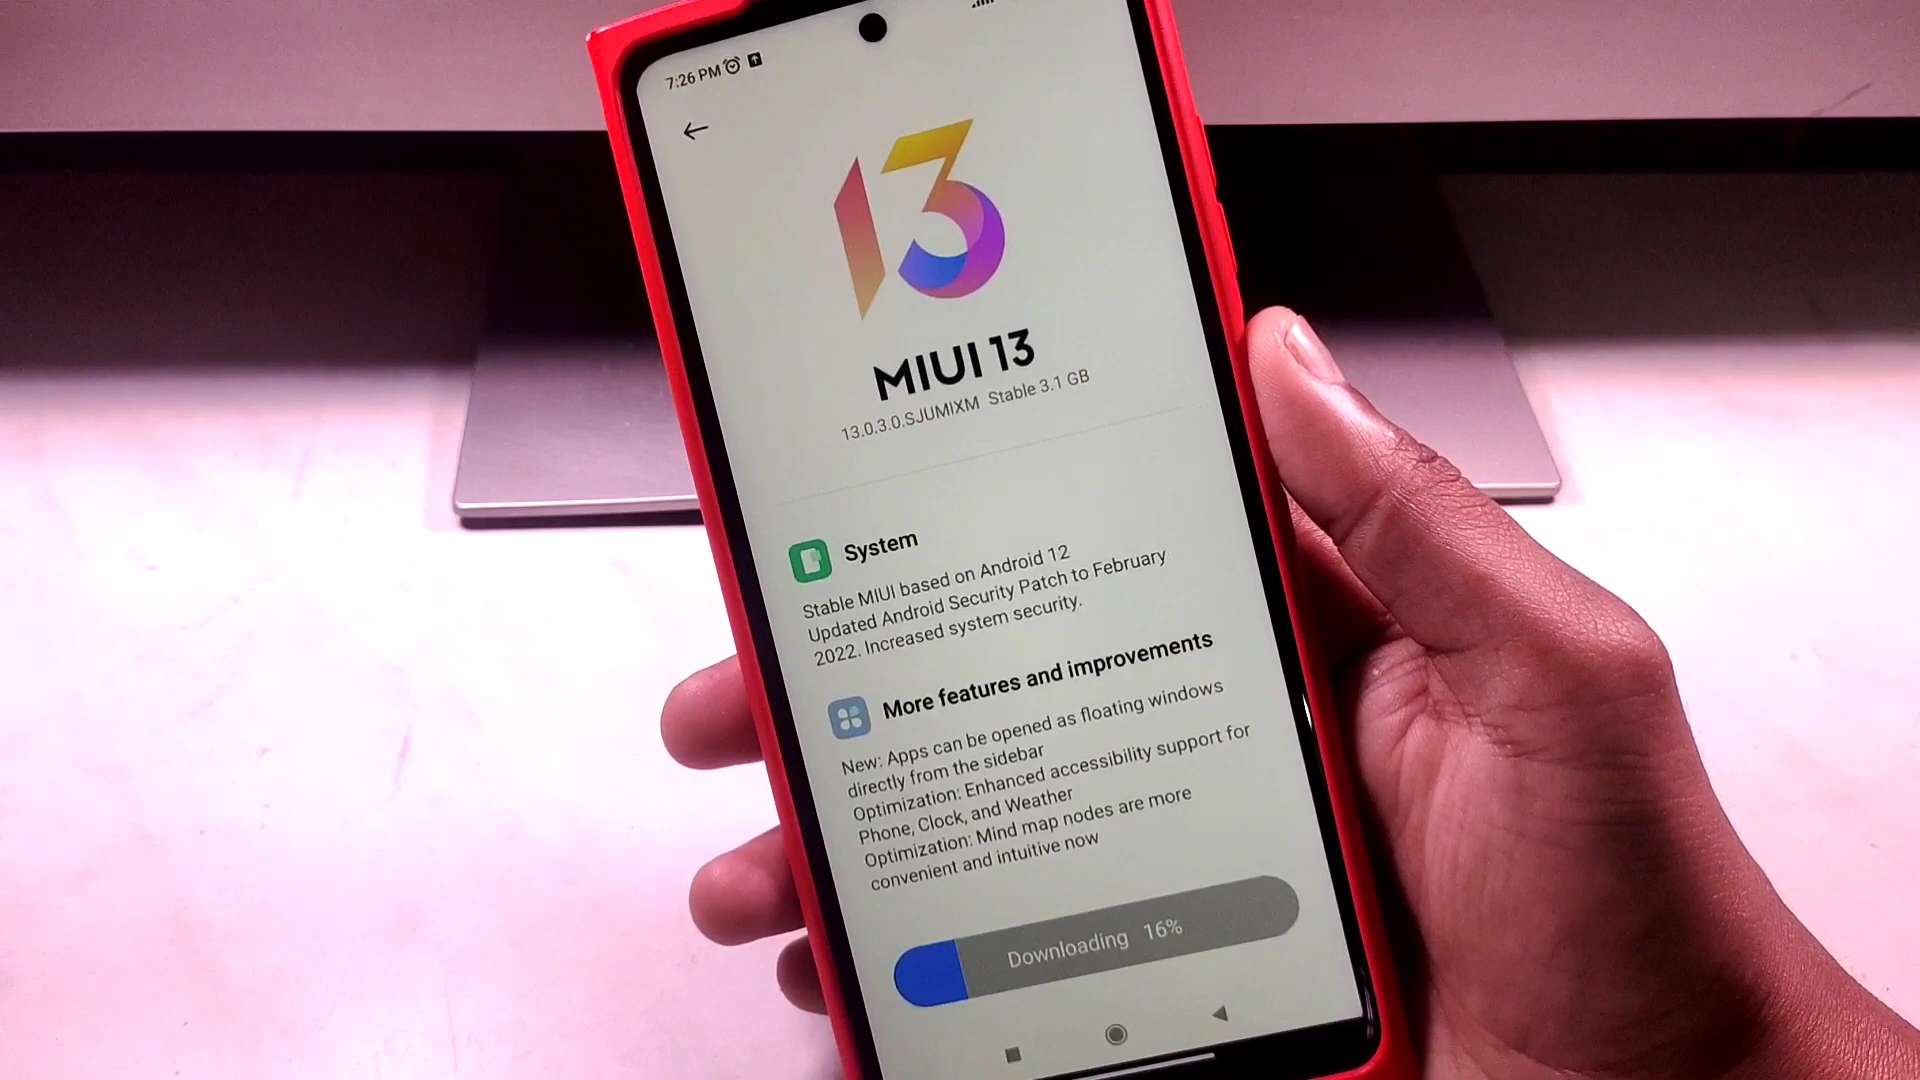 7:26 PM
13
MIUI 13
13.0.3.0.SJUMIXM Stable 3.1 GB
System
Stable MIUI based on Android 12
Updated Android Security Patch to February
2022. Increased system security.
More features and improvements
New: Apps can be opened as floating windows
directly from the sidebar
Optimization: Enhanced accessibility support for
Phone, Clock, and Weather
Optimization: Mind map nodes are more
convenient and intuitive now
Downloading 16%